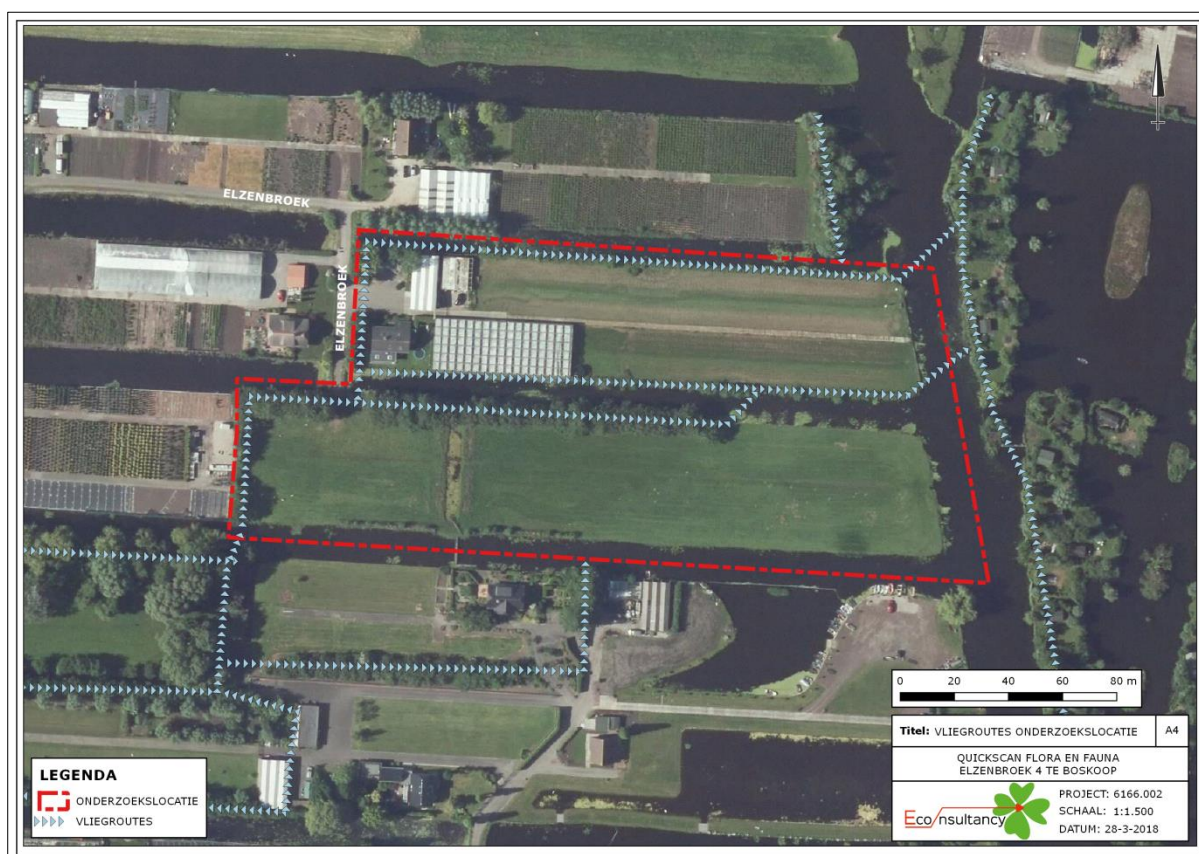 ELZENBROEK
ELZENBROEK
0 20 40 60 80 m
Titel: VLIEGROUTES ONDERZOEKSLOCATIE A4
QUICKSCAN FLORA EN FAUNA
ELZENBROEK 4 TE BOSKOOP
Econsultancy
PROJECT: 6166.002
SCHAAL: 1:1.500
DATUM: 28-3-2018
LEGENDA
ONDERZOEKSLOCATIE
VLIEGROUTES